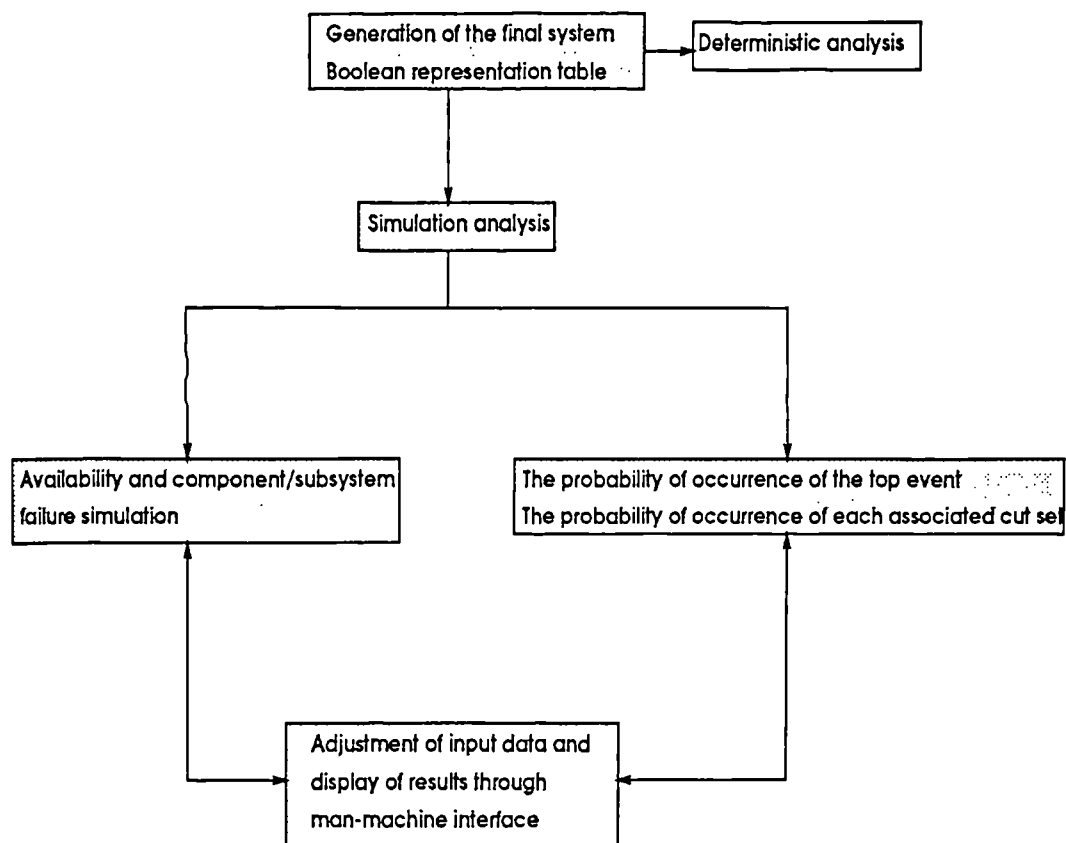 Generation of the final system
Boolean representation table
Deterministic analysis
Simulation analysis
Availability and component/subsystem
failure simulation
The probability of occurrence of the top event
The probability of occurrence of each associated cut set
Adjustment of input data and
display of results through
man-machine interface